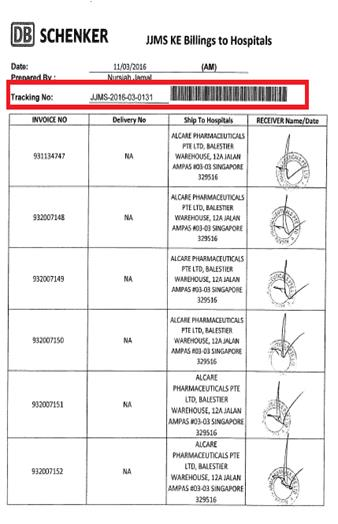 DB SCHENKER
JJMS KE Billings to Hospitals
Date: 11/03/2016 (AM)
Prepared By : Nursiah Jamal
Tracking No: JJMS-2016-03-0131
INVOICE NO Delivery No Ship To Hospitals RECEIVER Name/Date
931134747 NA
ALCARE PHARMACEUTICALS
PTE LTD, BALESTIER
WAREHOUSE, 12A JALAN
AMPAS #03-03 SINGAPORE
329516
932007148 NA
ALCARE PHARMACEUTICALS
PTE LTD, BALESTIER
WAREHOUSE, 12A JALAN
AMPAS #03-03 SINGAPORE
329516
932007149 NA
ALCARE PHARMACEUTICALS
PTE LTD, BALESTIER
WAREHOUSE, 12A JALAN
AMPAS #03-03 SINGAPORE
329516
932007150 NA
ALCARE PHARMACEUTICALS
PTE LTD, BALESTIER
WAREHOUSE, 12A JALAN
AMPAS #03-03 SINGAPORE
329516
932007151 NA
ALCARE
PHARMACEUTICALS PTE
LTD, BALESTIER
WAREHOUSE, 12A JALAN
AMPAS #03-03 SINGAPORE
329516
932007152 NA
ALCARE
PHARMACEUTICALS PTE
LTD, BALESTIER
WAREHOUSE, 12A JALAN
AMPAS #03-03 SINGAPORE
329516